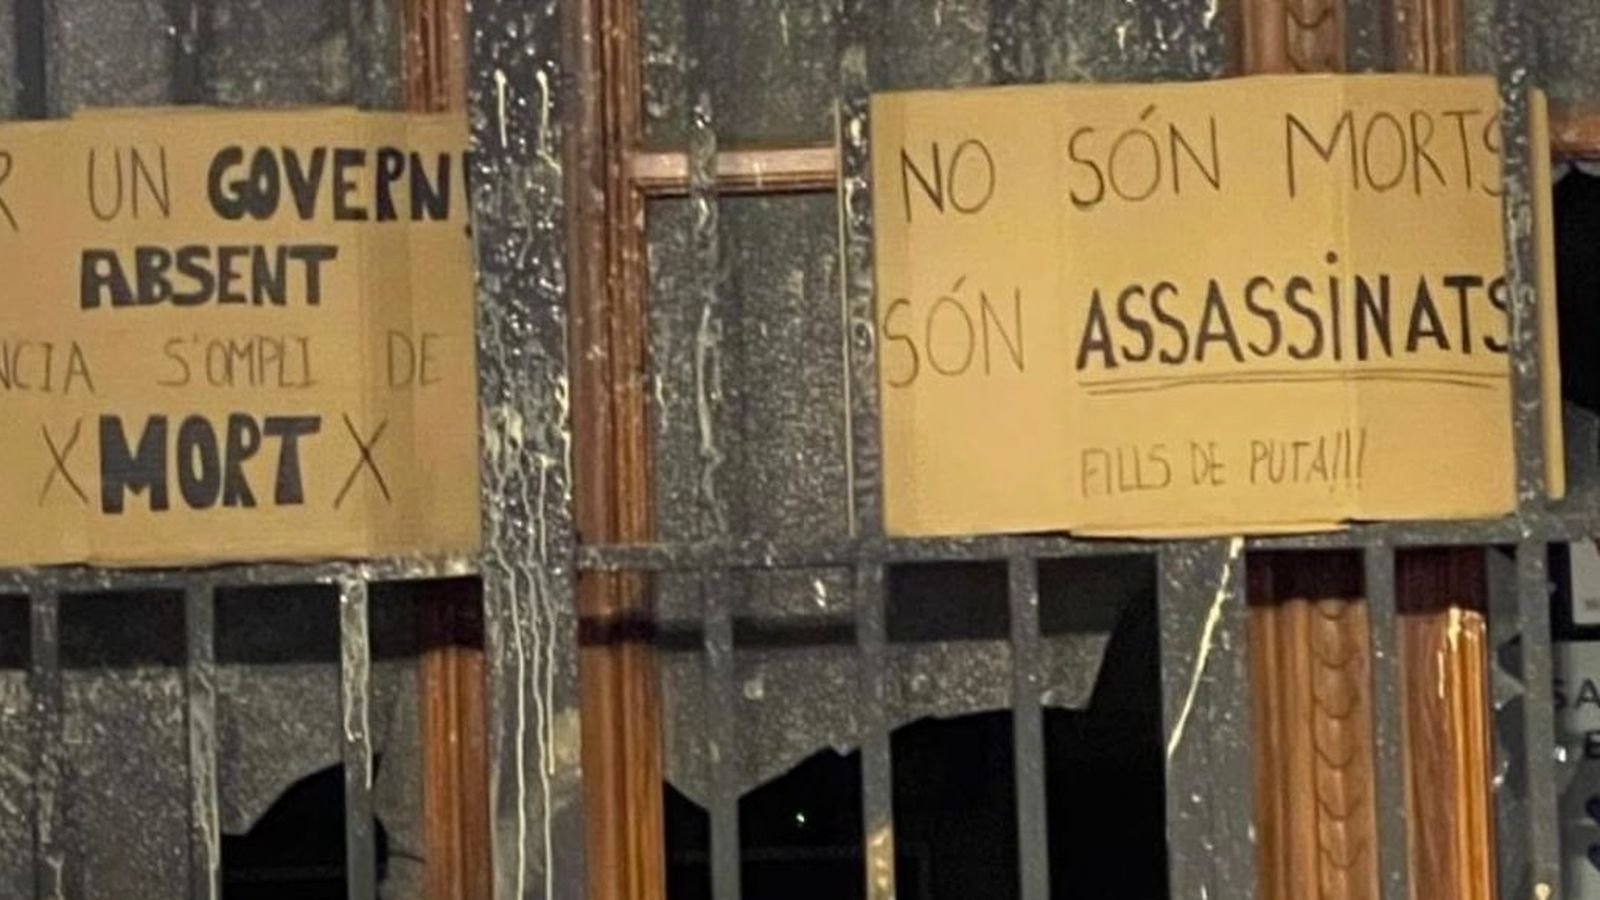 UN GOVERN!
ABSENT
S'OMPLI DE
X MORT X
NO SÓN MORTS
SÓN ASSASSINATS
FILLS DE PUTA!!!